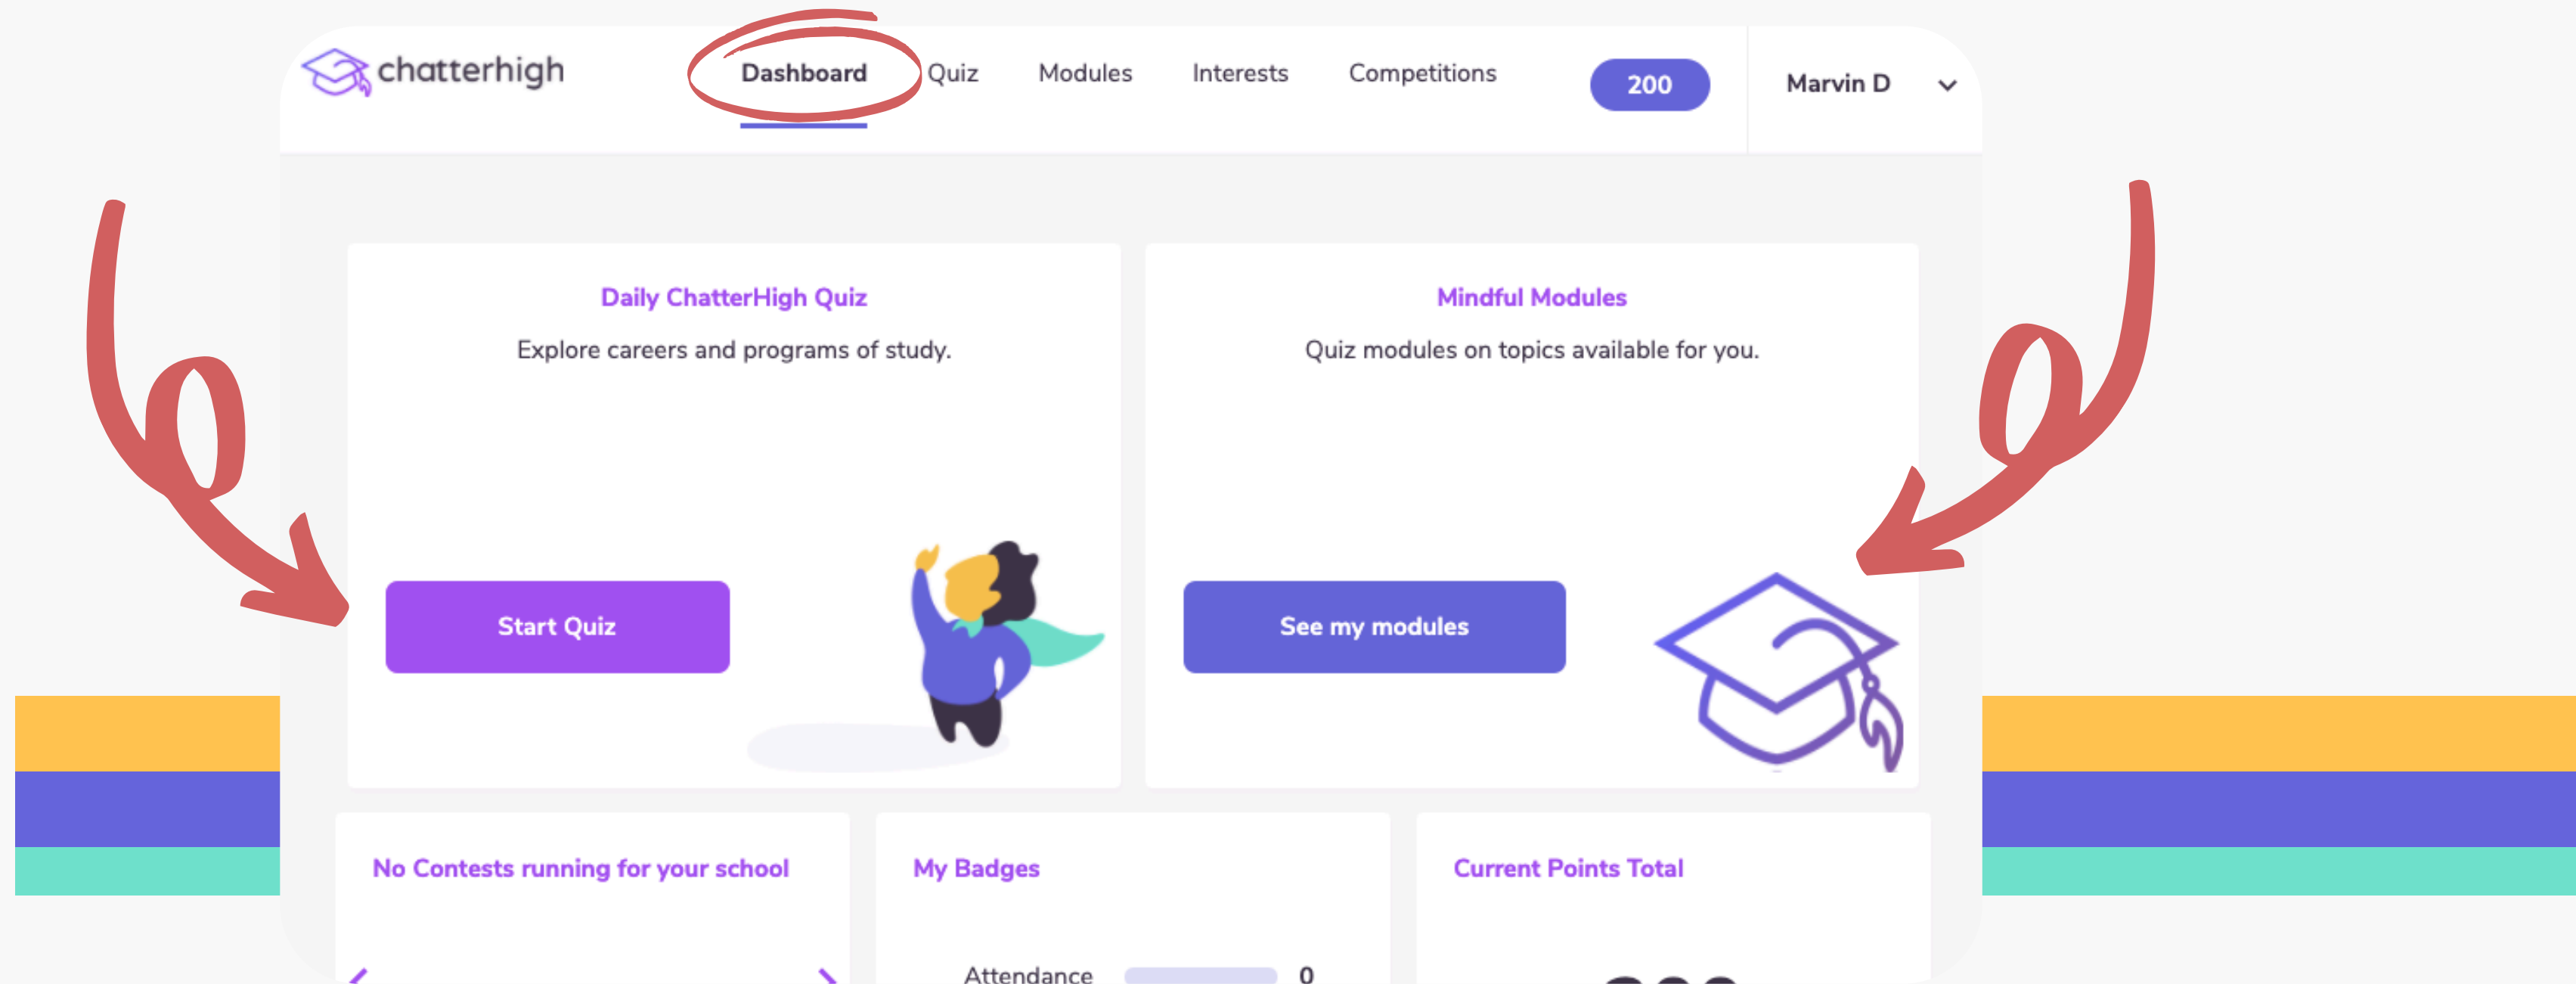 chatterhigh
Dashboard
Quiz
Modules
Interests
Competitions
200
Marvin D
Daily ChatterHigh Quiz
Explore careers and programs of study.
Start Quiz
Mindful Modules
Quiz modules on topics available for you.
See my modules
No Contests running for your school
My Badges
Attendance 0
Current Points Total